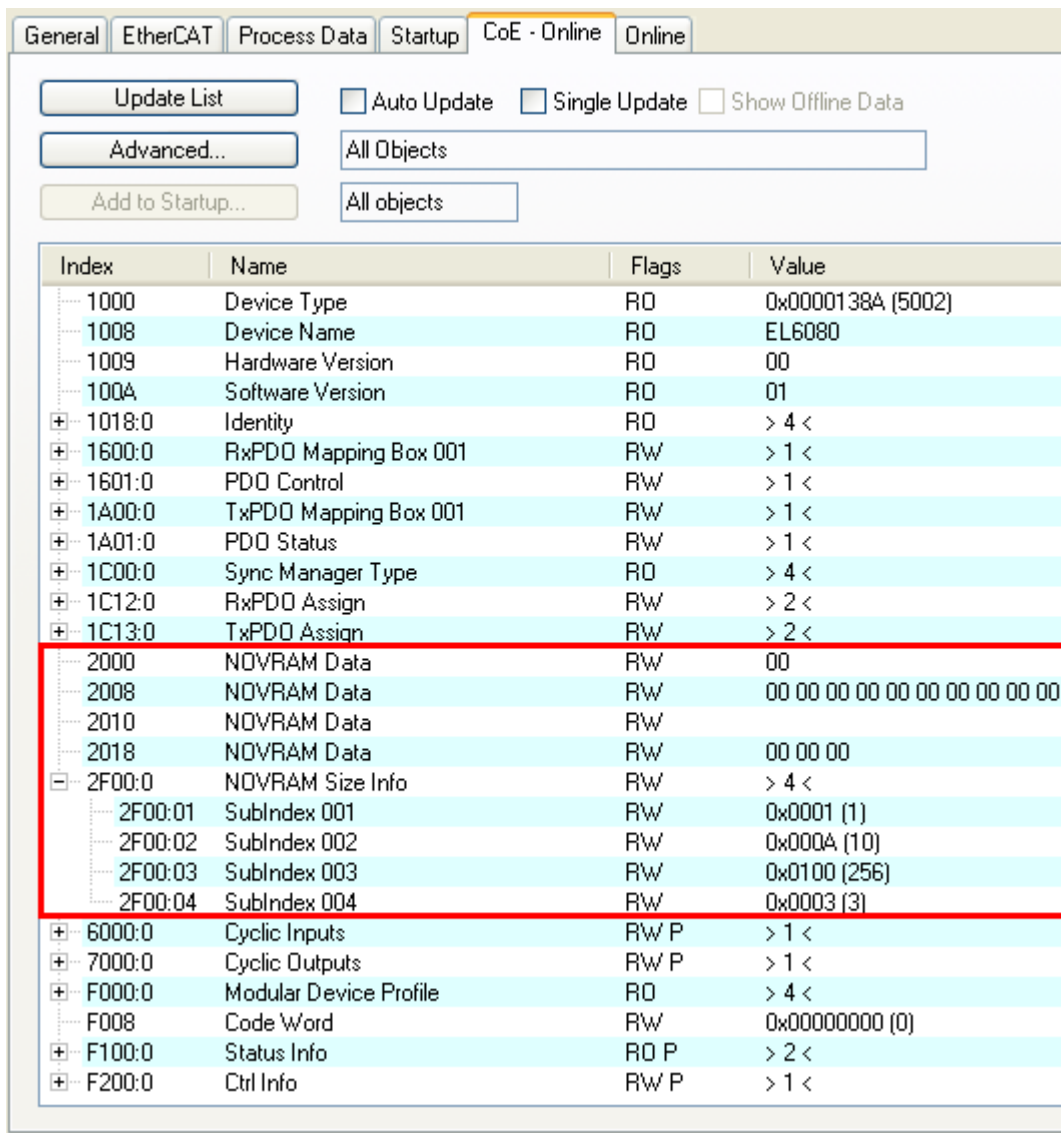 General EtherCAT Process Data Startup CoE - Online Online
Update List Auto Update Single Update Show Offline Data
Advanced... All Objects
Add to Startup... All objects
Index Name Flags Value
1000 Device Type RO 0x0000138A (5002)
1008 Device Name RO EL6080
1009 Hardware Version RO 00
100A Software Version RO 01
1018:0 Identity RO > 4 <
1600:0 RxPDO Mapping Box 001 RW > 1 <
1601:0 PDO Control RW > 1 <
1A00:0 TxPDO Mapping Box 001 RW > 1 <
1A01:0 PDO Status RW > 1 <
1C00:0 Sync Manager Type RO > 4 <
1C12:0 RxPDO Assign RW > 2 <
1C13:0 TxPDO Assign RW > 2 <
2000 NOVRAM Data RW 00
2008 NOVRAM Data RW 00 00 00 00 00 00 00 00 00 00
2010 NOVRAM Data RW
2018 NOVRAM Data RW 00 00 00
2F00:0 NOVRAM Size Info RW > 4 <
2F00:01 SubIndex 001 RW 0x0001 (1)
2F00:02 SubIndex 002 RW 0x000A (10)
2F00:03 SubIndex 003 RW 0x0100 (256)
2F00:04 SubIndex 004 RW 0x0003 (3)
6000:0 Cyclic Inputs RW P > 1 <
7000:0 Cyclic Outputs RW P > 1 <
F000:0 Modular Device Profile RO > 4 <
F008 Code Word RW 0x00000000 (0)
F100:0 Status Info RO P > 2 <
F200:0 Ctrl Info RW P > 1 <